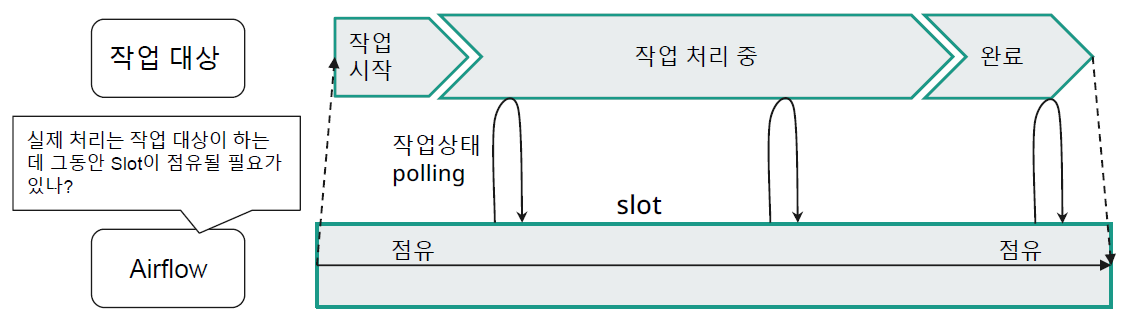 작업 대상
작업
시작
작업 처리 중
완료
실제 처리는 작업 대상이 하는
데 그동안 Slot이 점유될 필요가
있나?
작업상태
polling
slot
Airflow
점유
점유